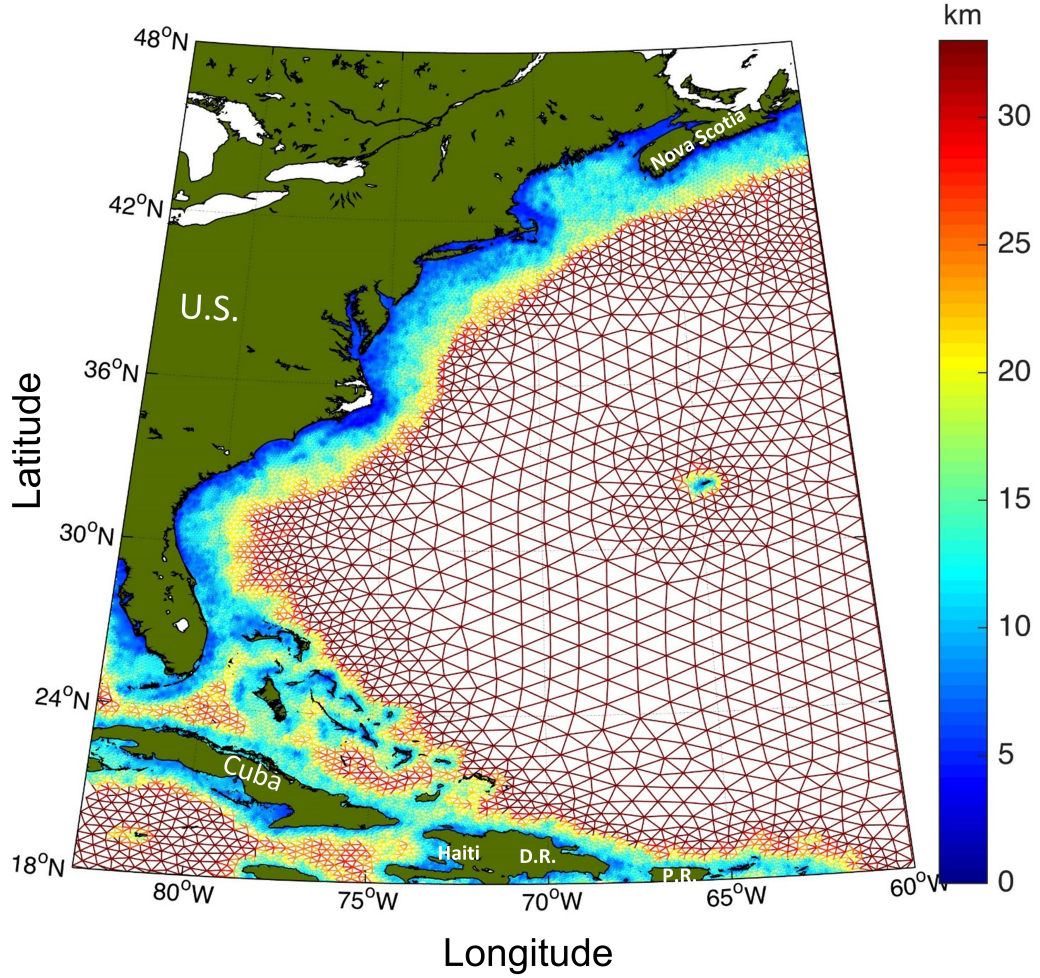 km
48°N
30
Nova Scotia
42°N
25
U.S.
20
36°N
Latitude
15
30°N
10
24°N
5
Cuba
Haiti
D.R.
18°N
P.R.
0
80°W
75°W
70°W
65°W
60°W
Longitude